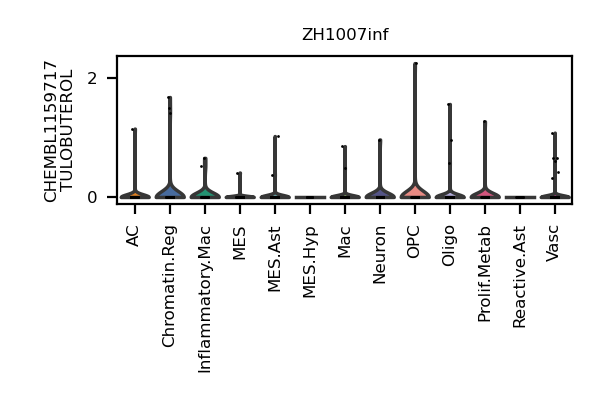 ZH1007inf
CHEMBL1159717
TULOBUTEROL
2
0
AC
Chromatin.Reg
Inflammatory.Mac
MES
MES.Ast
MES.Hyp
Mac
Neuron
OPC
Oligo
Prolif.Metab
Reactive.Ast
Vasc